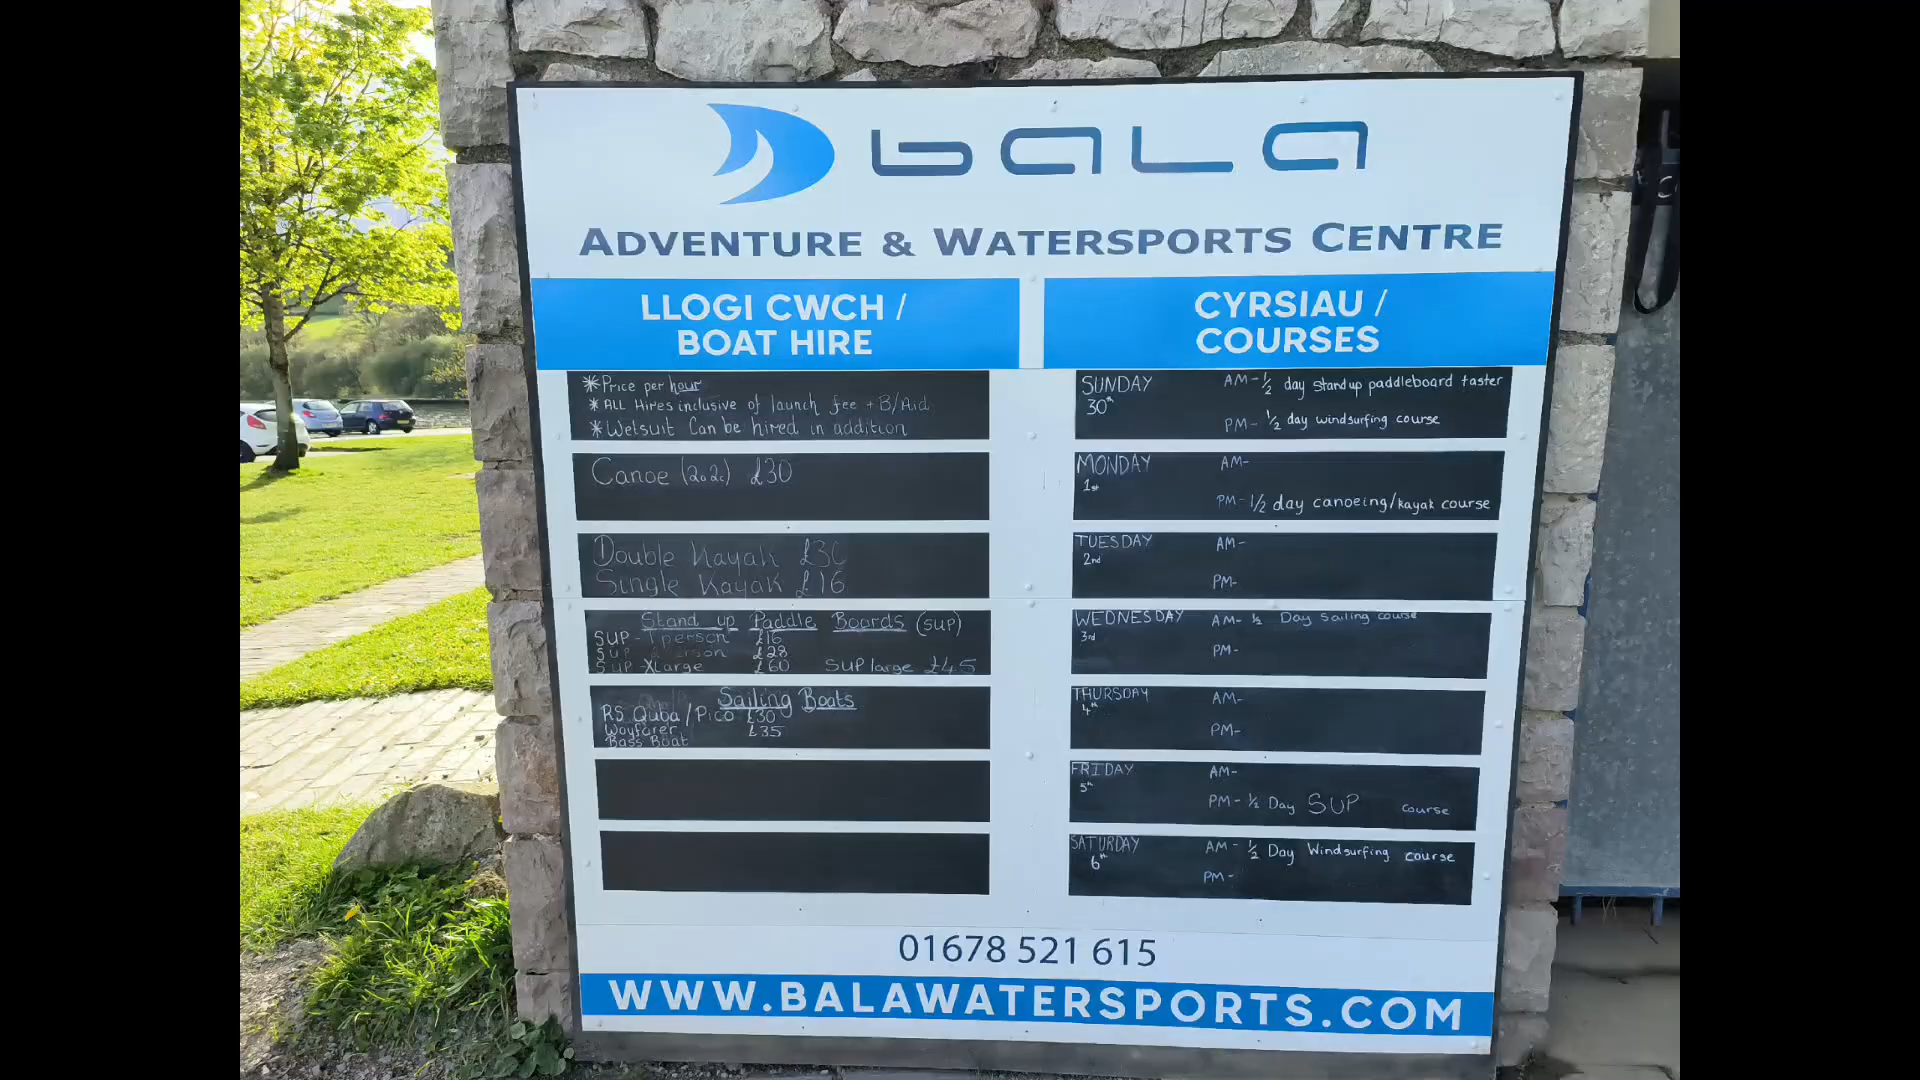 bala
ADVENTURE & WATERSPORTS CENTRE
LLOGI CWCH /
BOAT HIRE
*Price per hour
*ALL Hires inclusive of launch fee + B/Aid
*Wetsuit Can be hired in addition
Canoe (2a2c) £30
Double Kayak £30
Single Kayak £16
Stand up Paddle Boards (SUP)
SUP - 1 person £16
SUP person £28
SUP - XLarge £60 SUP large £45
Sailing Boats
RS Quba/Pico £30
Wayfarer £35
Bass Boat
CYRSIAU /
COURSES
SUNDAY AM - 1/2 day standup paddleboard taster
30th
PM - 1/2 day windsurfing course
MONDAY AM-
1st
PM - 1/2 day canoeing/kayak course
TUESDAY AM-
2nd
PM-
WEDNESDAY AM- 1/2 Day Sailing course
3rd
PM-
THURSDAY AM-
4th
PM-
FRIDAY AM-
5th
PM - 1/2 Day SUP course
SATURDAY AM - 1/2 Day Windsurfing course
6th
PM-
01678 521 615
WWW.BALAWATERSPORTS.COM